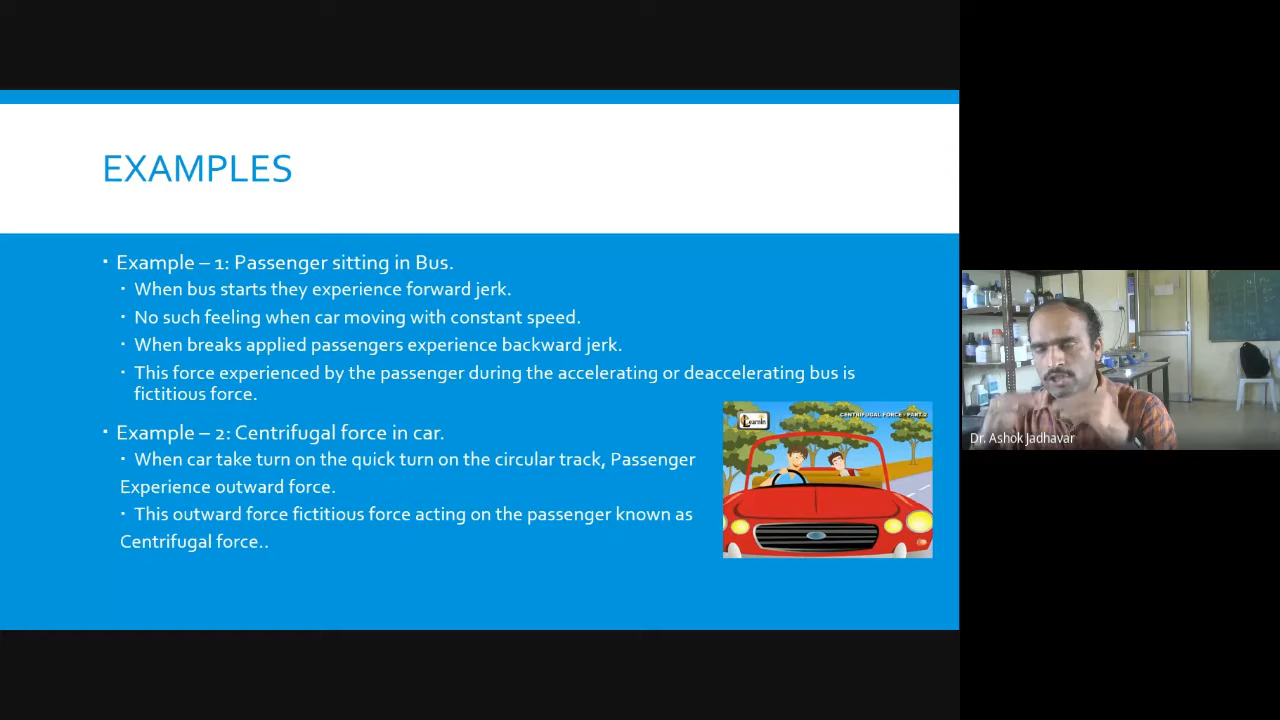 EXAMPLES
Example – 1: Passenger sitting in Bus.
When bus starts they experience forward jerk.
No such feeling when car moving with constant speed.
When breaks applied passengers experience backward jerk.
This force experienced by the passenger during the accelerating or deaccelerating bus is
fictitious force.
Example – 2: Centrifugal force in car.
When car take turn on the quick turn on the circular track, Passenger
Experience outward force.
This outward force fictitious force acting on the passenger known as
Centrifugal force..
CENTRIFUGAL FORCE - PART 2
Learnin
Dr. Ashok Jadhavar